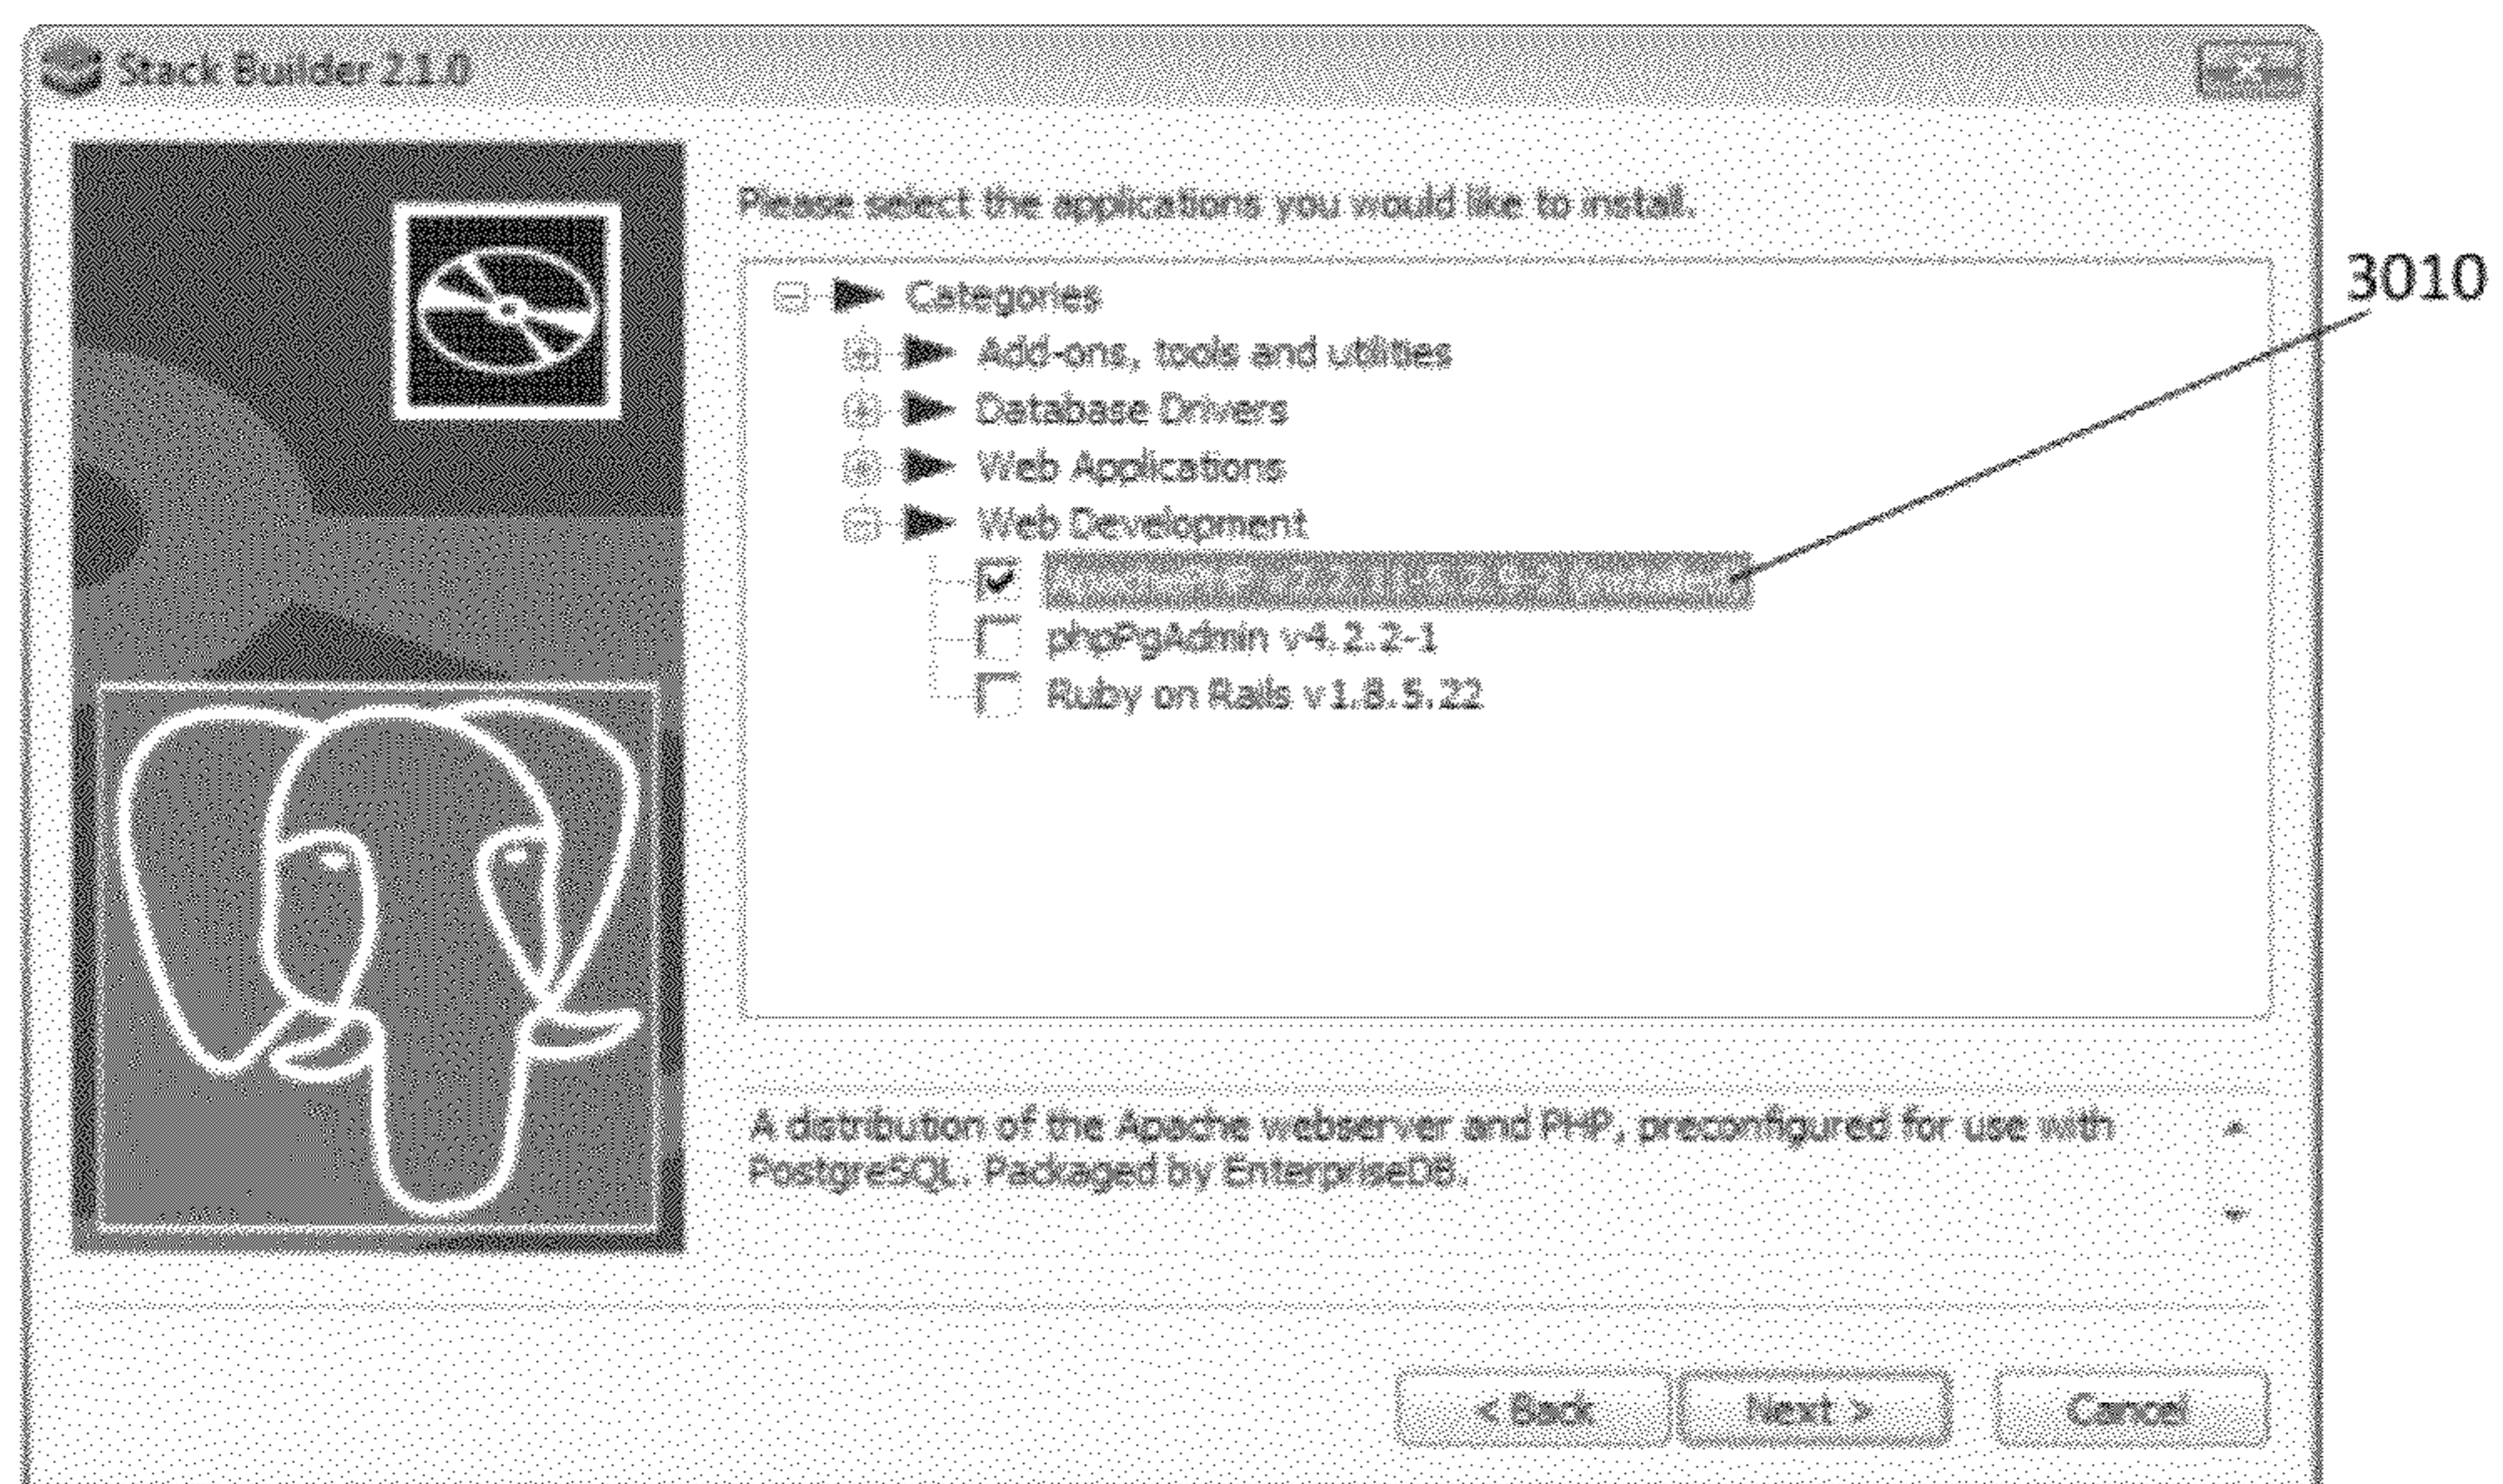 Stack Builder 2.1.0
Please select the applications you would like to install.
3010
Categories
Add-ons, tools and utilities
Database Drivers
Web Applications
Web Development
phpPgAdmin v4.2.2-1
Ruby on Rails v1.8.5.22
A distribution of the Apache webserver and PHP, preconfigured for use with
PostgreSQL. Packaged by EnterpriseDB.
< Back
Next >
Cancel